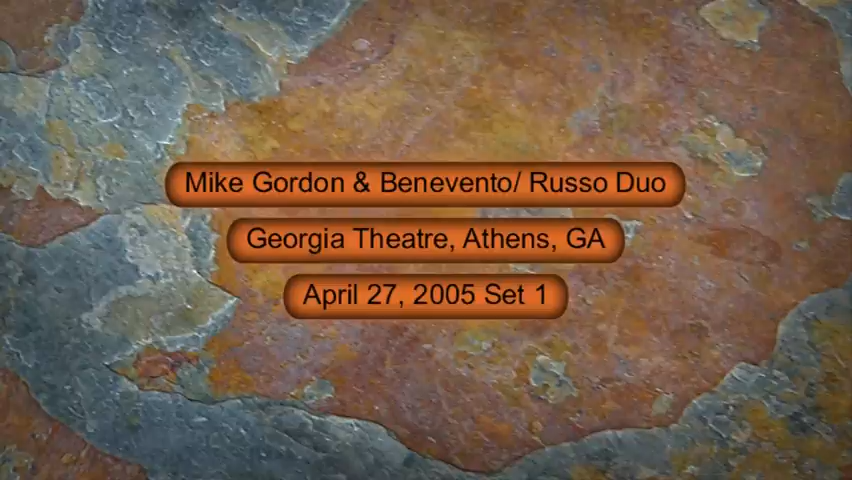 Mike Gordon & Benevento/ Russo Duo
Georgia Theatre, Athens, GA
April 27, 2005 Set 1